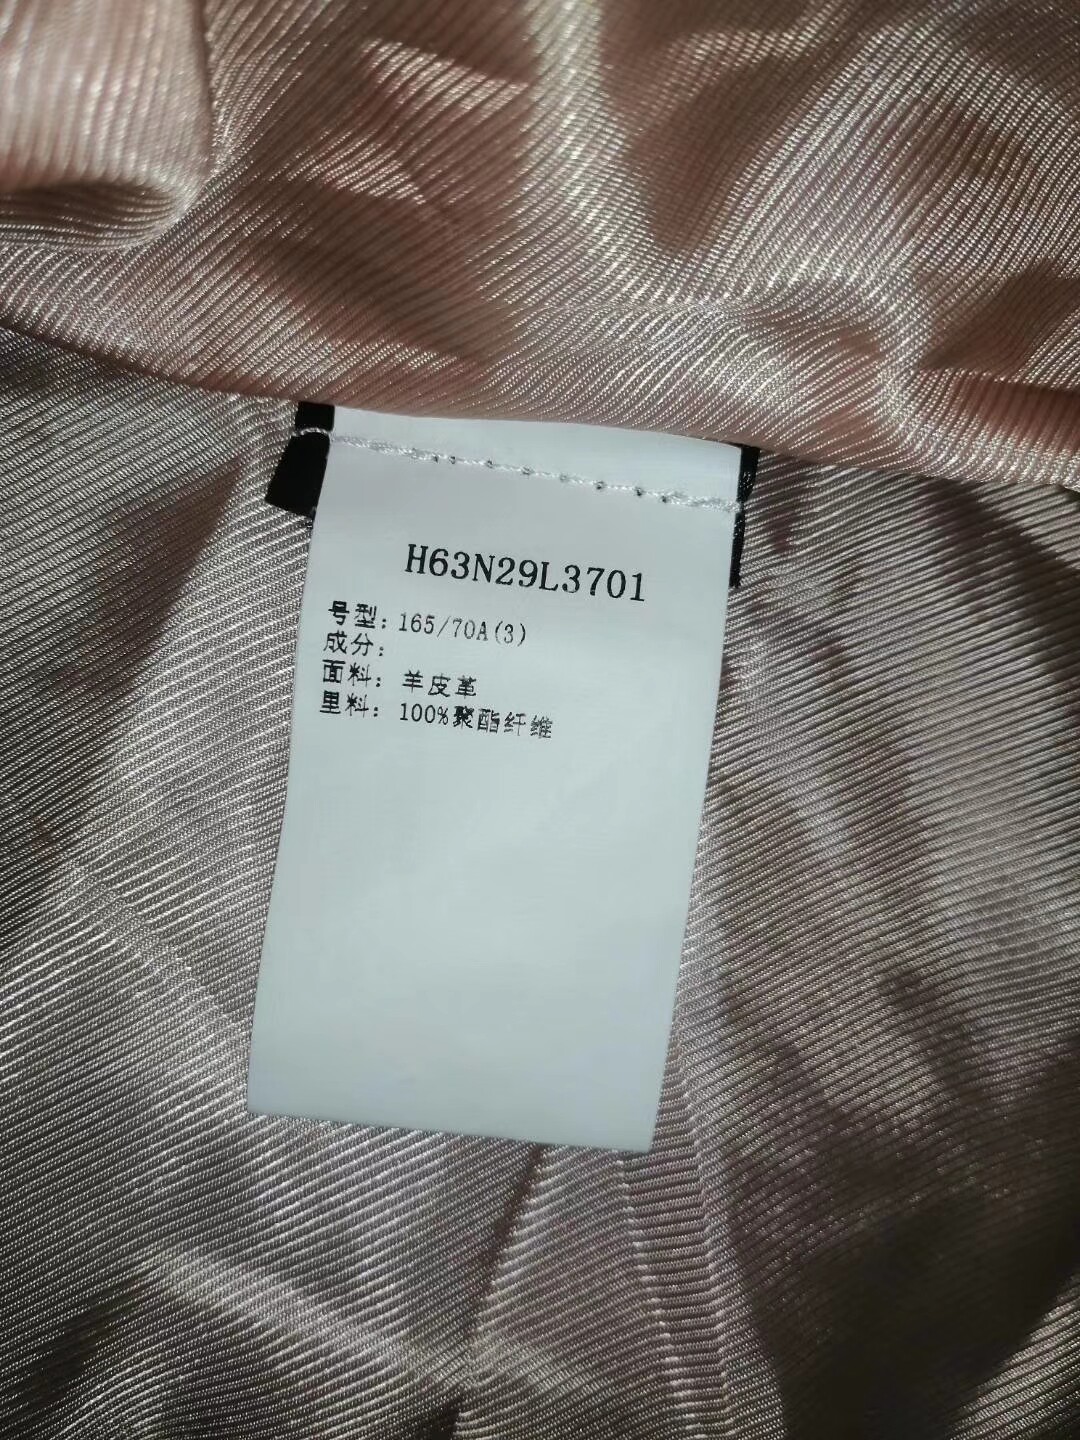 H63N29L3701
号型: 165/70A(3)
成分:
面料: 羊皮革
里料: 100%聚酯纤维